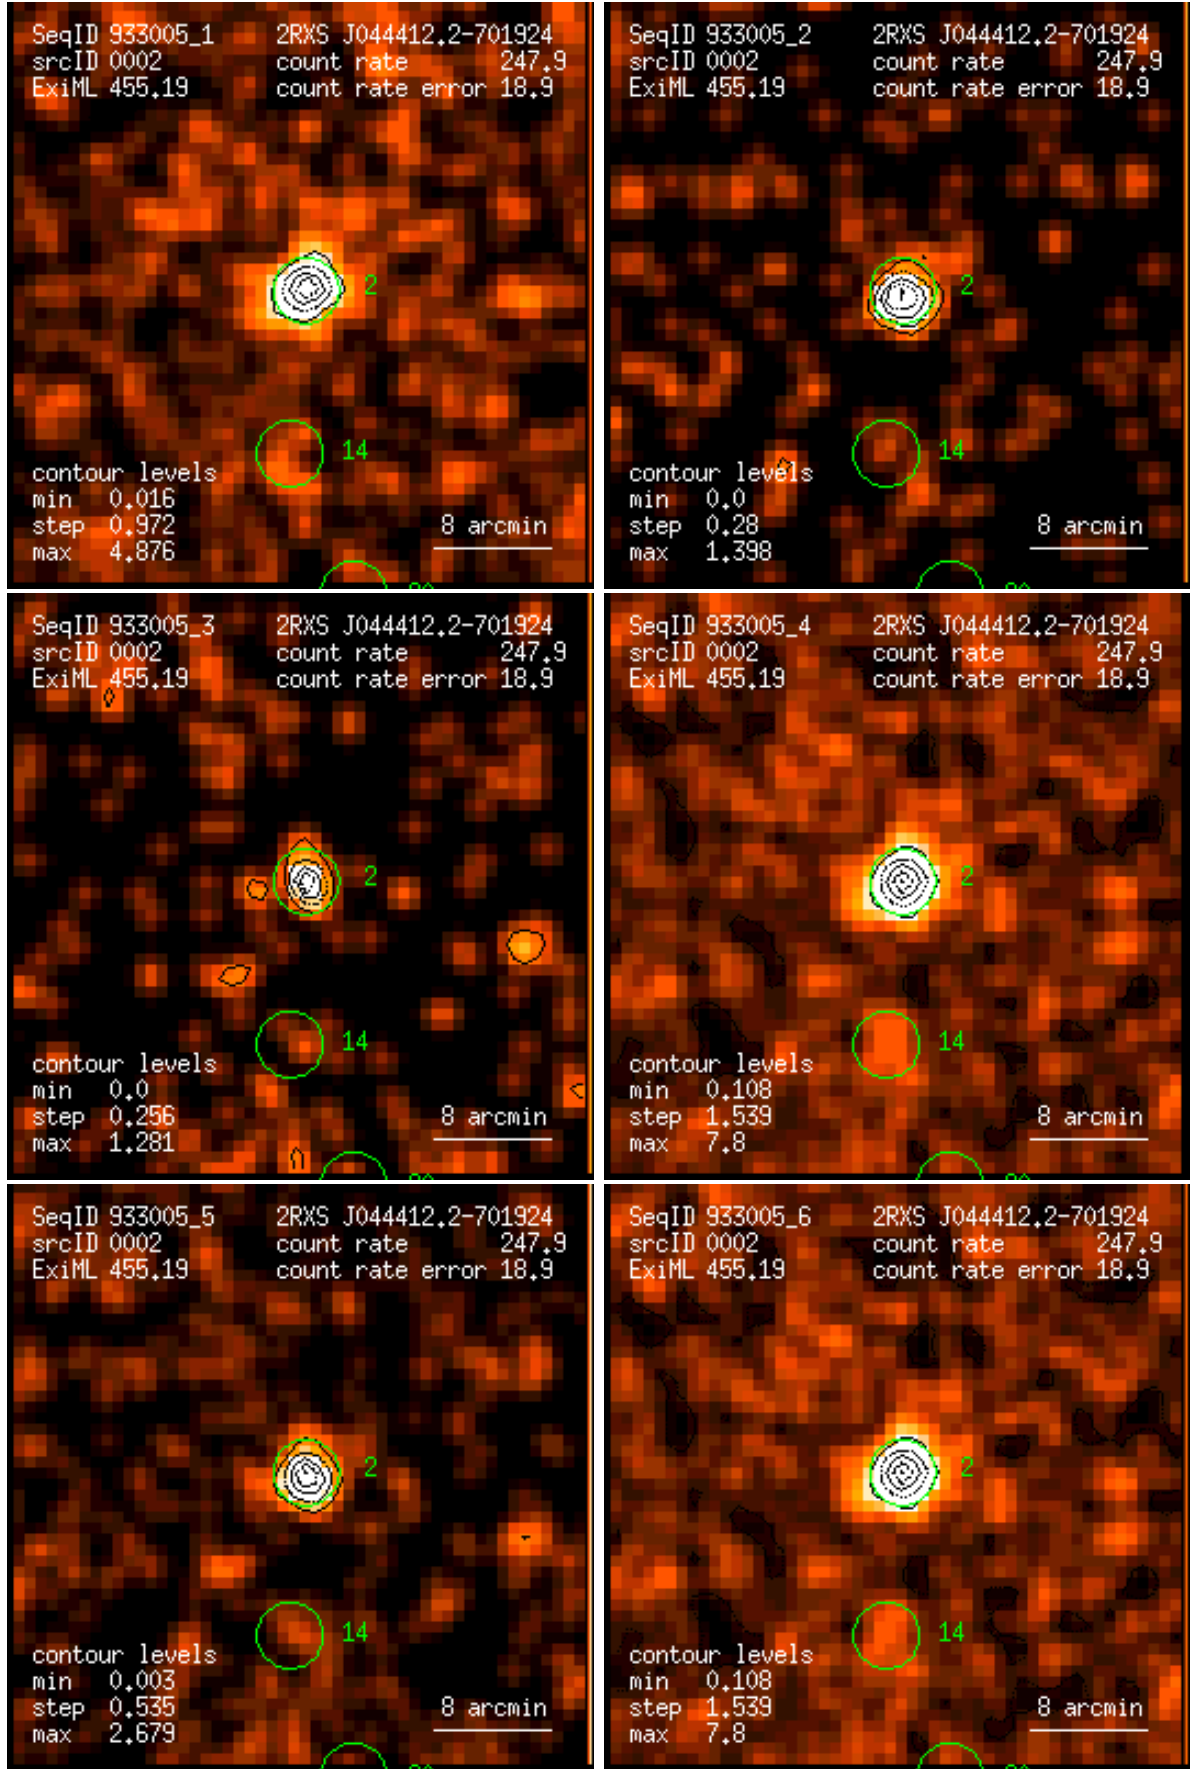 SeqID 933005_1 2RXS J044412.2-701924
srcID 0002 count rate 247.9
ExiML 455.19 count rate error 18.9
2
14
contour levels
min 0.016
step 0.972
max 4.876
8 arcmin
SeqID 933005_2 2RXS J044412.2-701924
srcID 0002 count rate 247.9
ExiML 455.19 count rate error 18.9
2
14
contour levels
min 0.0
step 0.28
max 1.398
8 arcmin
SeqID 933005_3 2RXS J044412.2-701924
srcID 0002 count rate 247.9
ExiML 455.19 count rate error 18.9
2
14
contour levels
min 0.0
step 0.256
max 1.281
8 arcmin
SeqID 933005_4 2RXS J044412.2-701924
srcID 0002 count rate 247.9
ExiML 455.19 count rate error 18.9
2
14
contour levels
min 0.108
step 1.539
max 7.8
8 arcmin
SeqID 933005_5 2RXS J044412.2-701924
srcID 0002 count rate 247.9
ExiML 455.19 count rate error 18.9
2
14
contour levels
min 0.003
step 0.535
max 2.679
8 arcmin
SeqID 933005_6 2RXS J044412.2-701924
srcID 0002 count rate 247.9
ExiML 455.19 count rate error 18.9
2
14
contour levels
min 0.108
step 1.539
max 7.8
8 arcmin